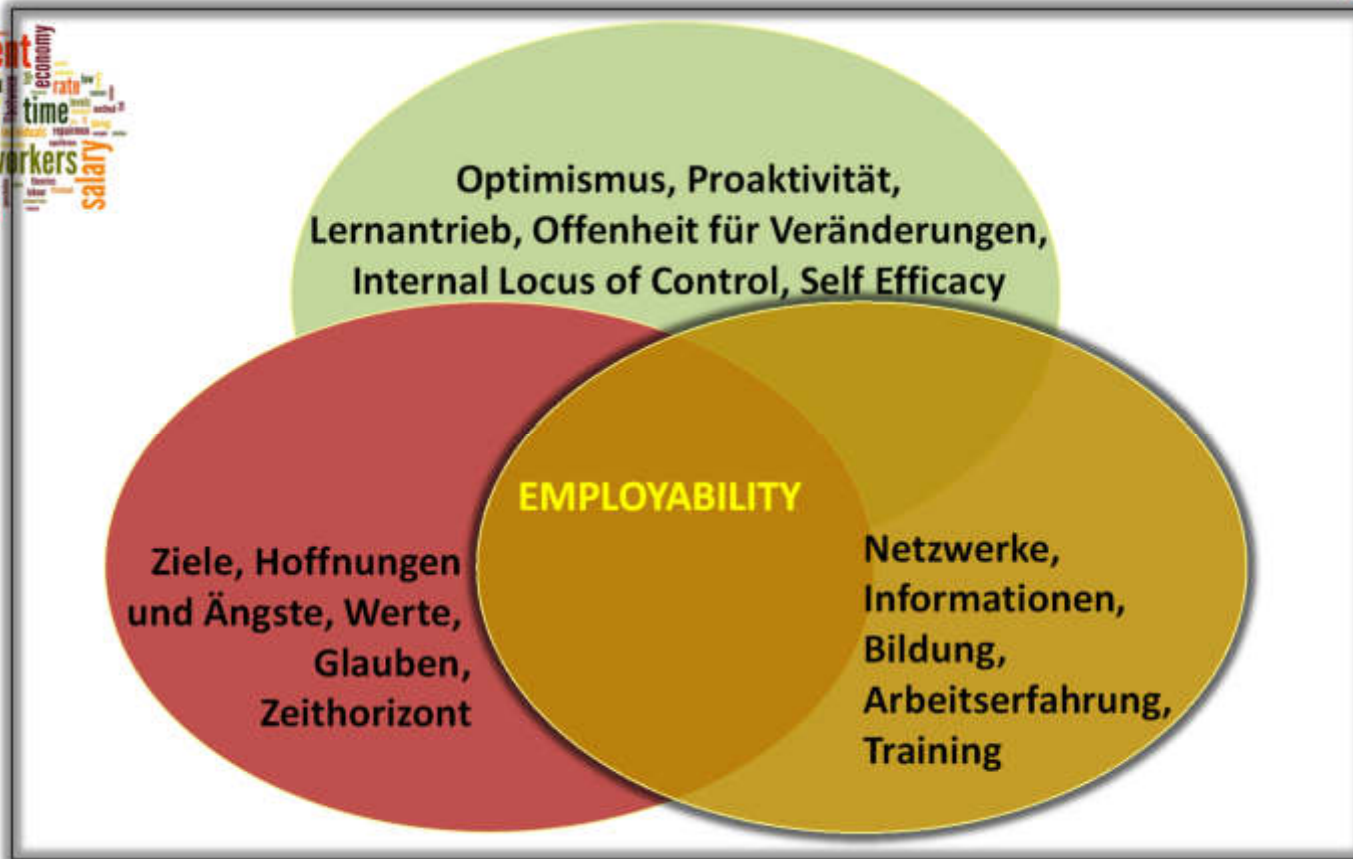 ent
economy
rate
time
workers
salary
Optimismus, Proaktivität,
Lernantrieb, Offenheit für Veränderungen,
Internal Locus of Control, Self Efficacy
EMPLOYABILITY
Ziele, Hoffnungen
und Ängste, Werte,
Glauben,
Zeithorizont
Netzwerke,
Informationen,
Bildung,
Arbeitserfahrung,
Training